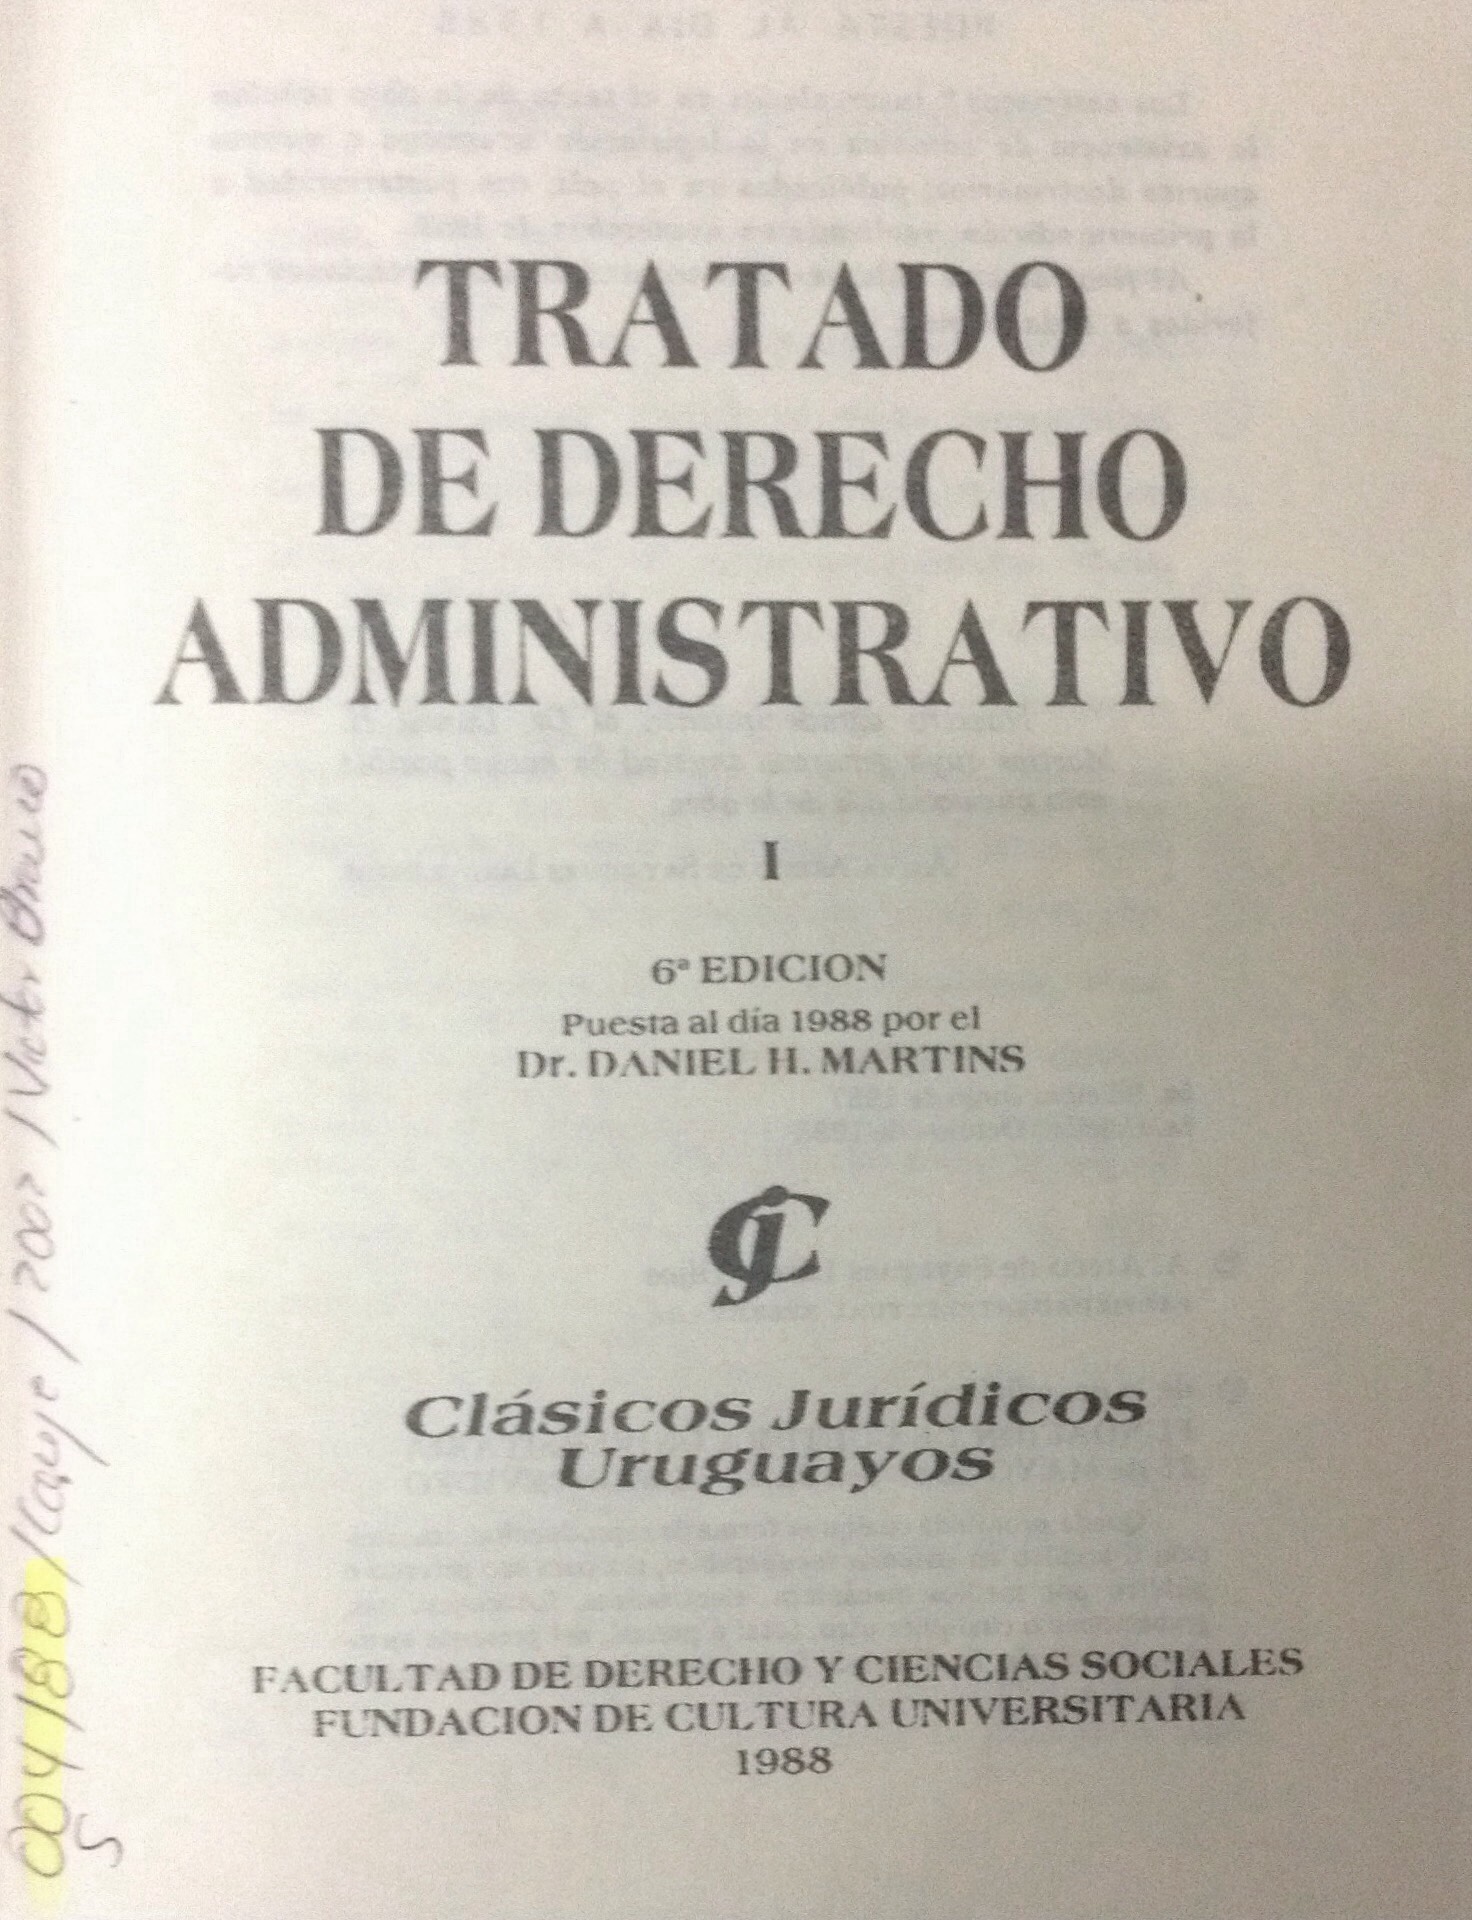 TRATADO
DE DERECHO
ADMINISTRATIVO
I
6ª EDICION
Puesta al día 1988 por el
Dr. DANIEL H. MARTINS
Clásicos Jurídicos
Uruguayos
FACULTAD DE DERECHO Y CIENCIAS SOCIALES
FUNDACION DE CULTURA UNIVERSITARIA
1988